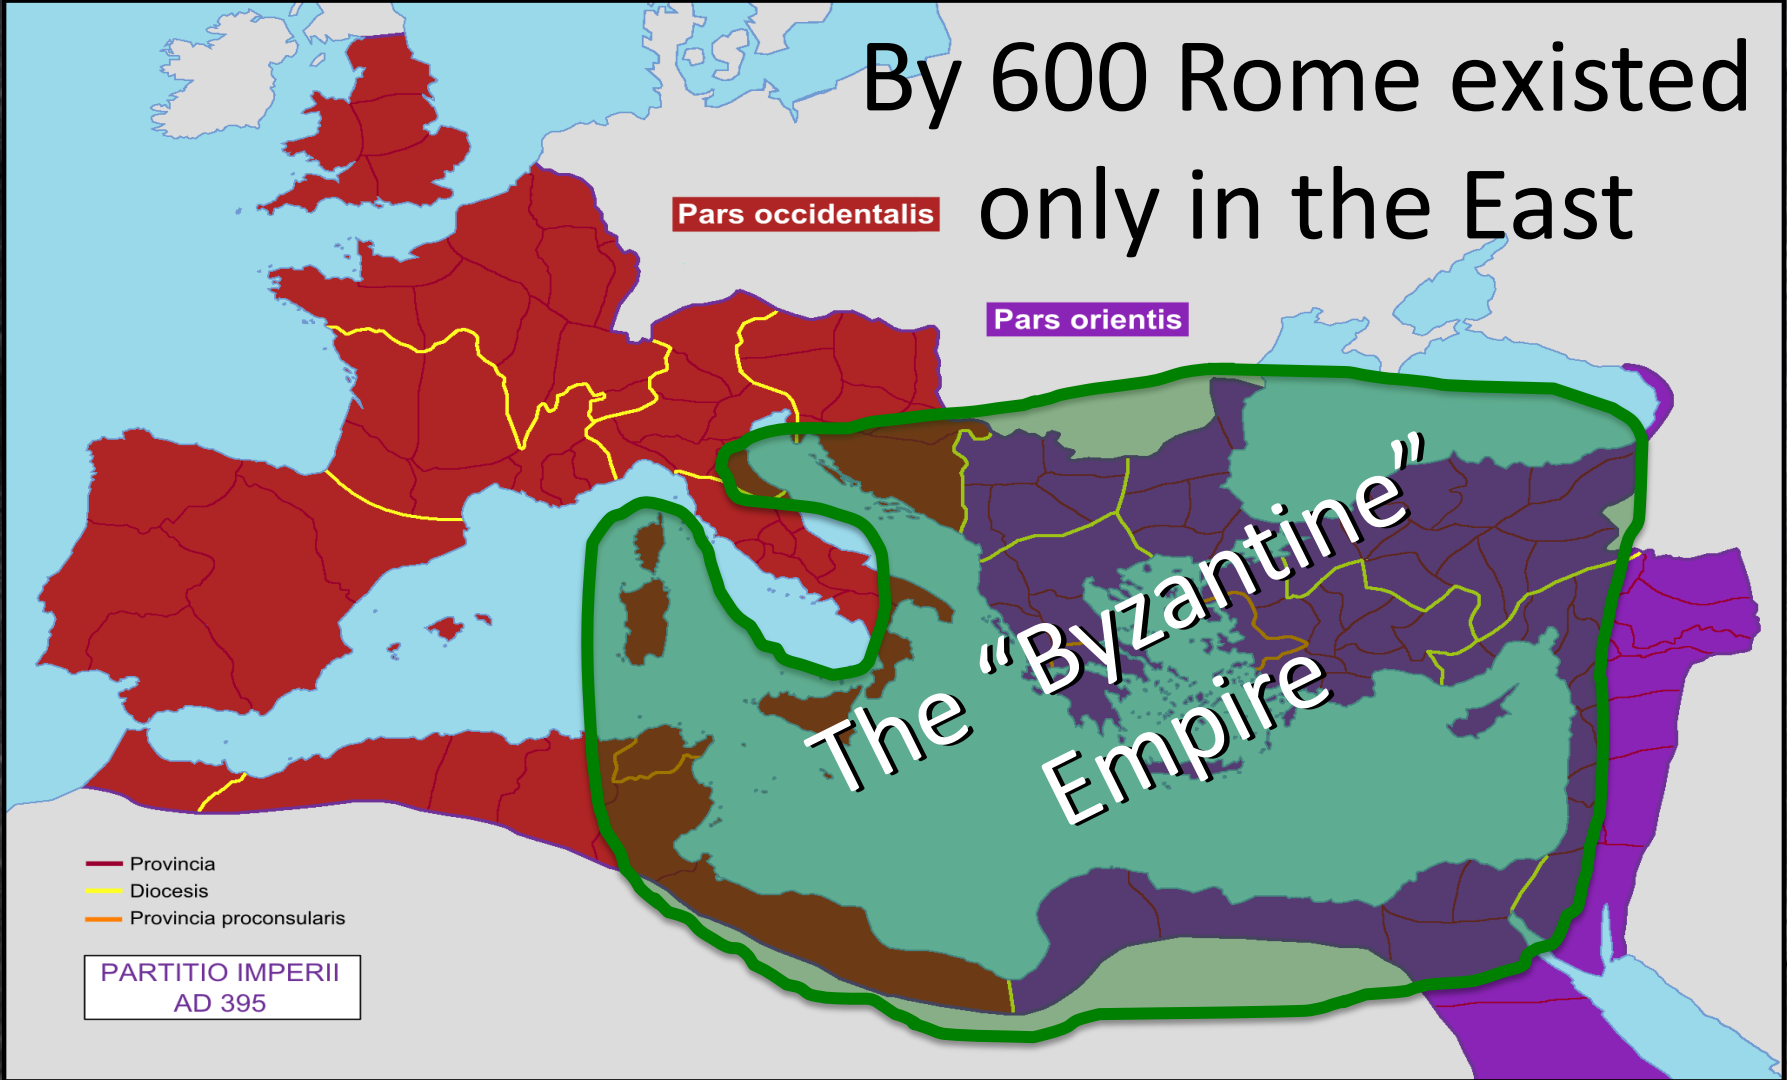 By 600 Rome existed
only in the East
Pars occidentalis
Pars orientis
The “Byzantine”
Empire
Provincia
Diocesis
Provincia proconsularis
PARTITIO IMPERII
AD 395